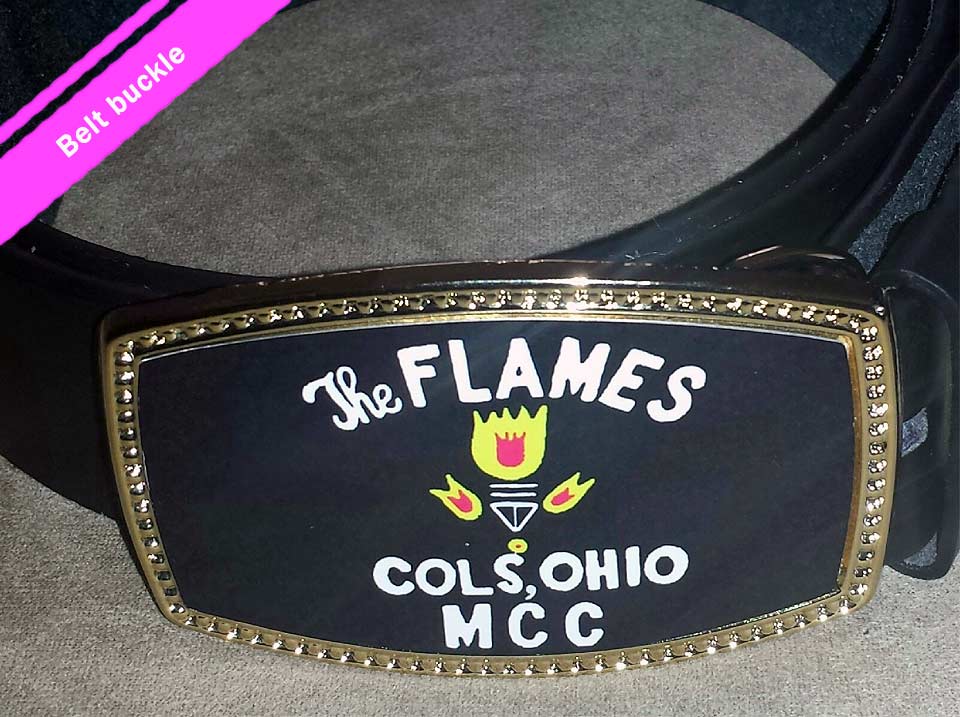 Belt buckle
The FLAMES
COLS, OHIO
MCC